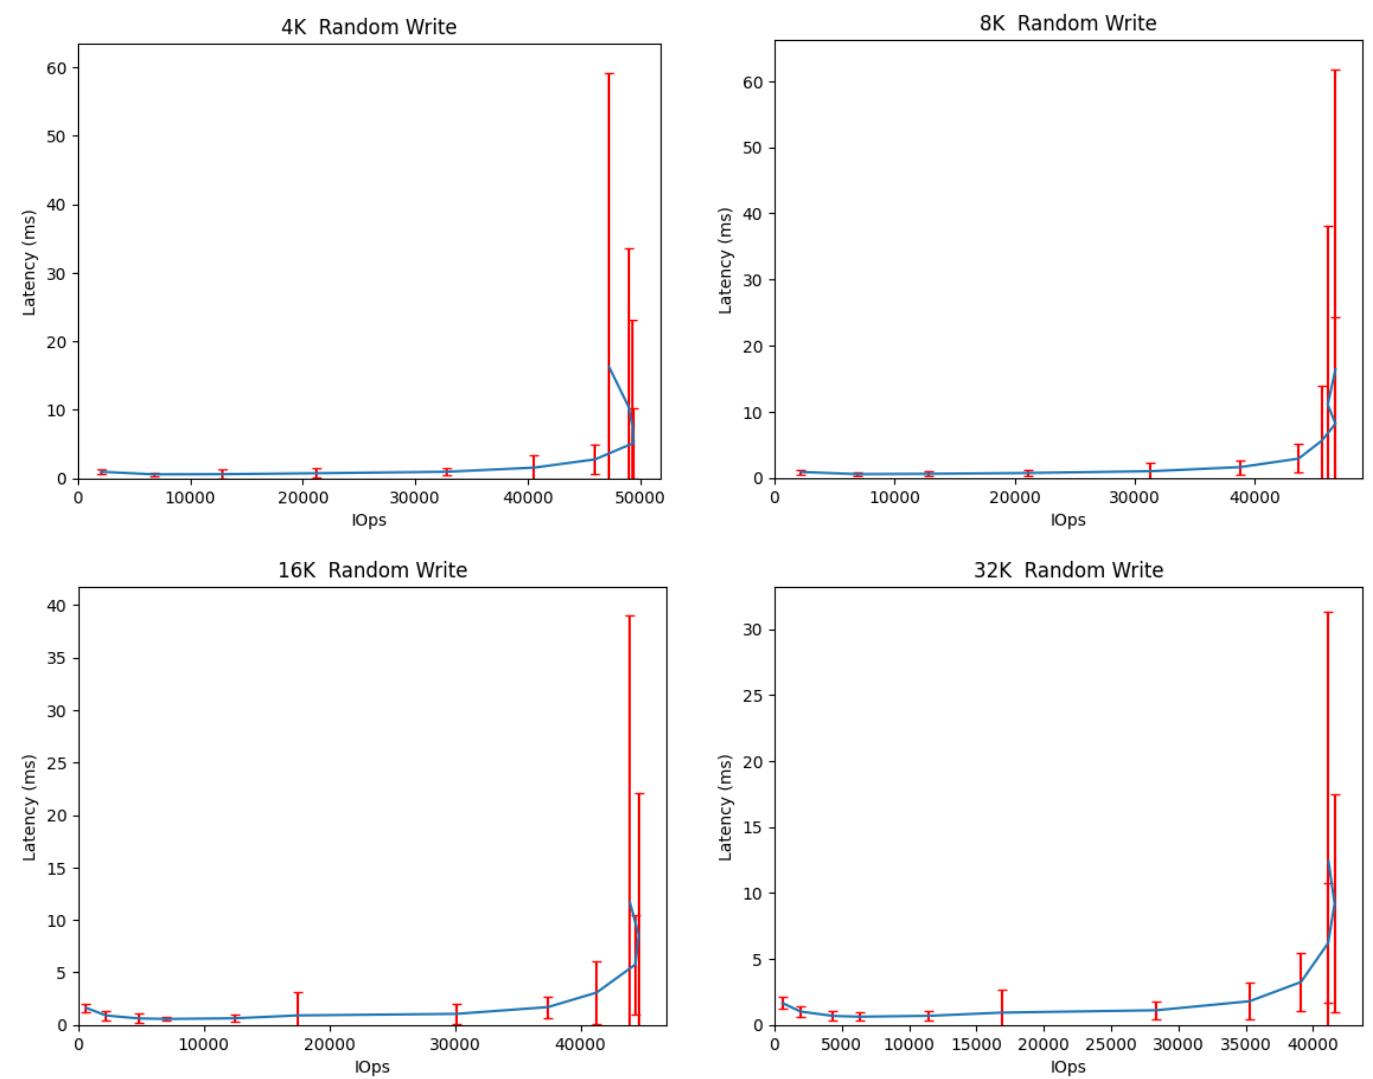 4K  Random Write
60
50
40
30
20
10
0
Latency (ms)
0 10000 20000 30000 40000 50000
IOps
8K  Random Write
60
50
40
30
20
10
0
Latency (ms)
0 10000 20000 30000 40000
IOps
16K  Random Write
40
35
30
25
20
15
10
5
0
Latency (ms)
0 10000 20000 30000 40000
IOps
32K  Random Write
30
25
20
15
10
5
0
Latency (ms)
0 5000 10000 15000 20000 25000 30000 35000 40000
IOps